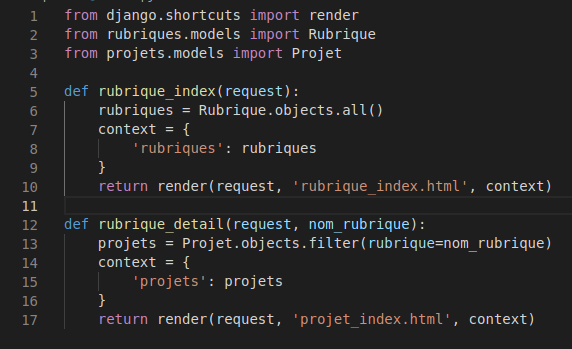 1 from django.shortcuts import render
2 from rubriques.models import Rubrique
3 from projets.models import Projet
4
5 def rubrique_index(request):
6     rubriques = Rubrique.objects.all()
7     context = {
8         'rubriques': rubriques
9     }
10     return render(request, 'rubrique_index.html', context)
11
12 def rubrique_detail(request, nom_rubrique):
13     projets = Projet.objects.filter(rubrique=nom_rubrique)
14     context = {
15         'projets': projets
16     }
17     return render(request, 'projet_index.html', context)